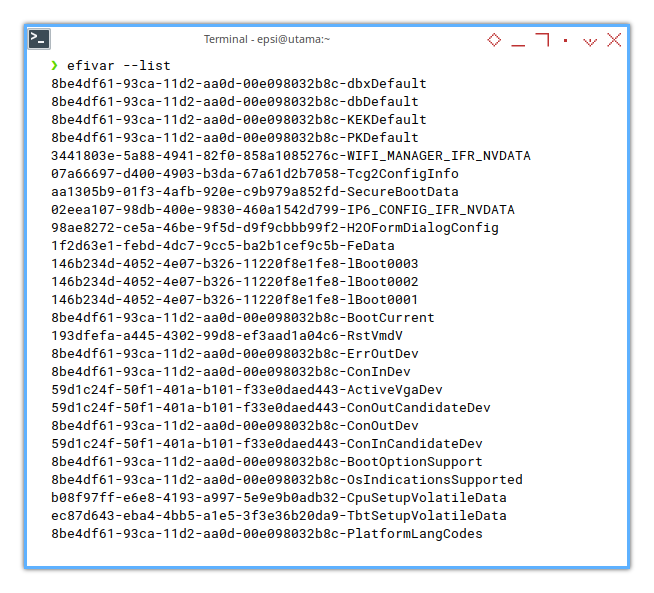 Terminal - epsi@utama:~
❯ efivar --list
8be4df61-93ca-11d2-aa0d-00e098032b8c-dbxDefault
8be4df61-93ca-11d2-aa0d-00e098032b8c-dbDefault
8be4df61-93ca-11d2-aa0d-00e098032b8c-KEKDefault
8be4df61-93ca-11d2-aa0d-00e098032b8c-PKDefault
3441803e-5a88-4941-82f0-858a1085276c-WIFI_MANAGER_IFR_NVDATA
07a66697-d400-4903-b3da-67a61d2b7058-Tcg2ConfigInfo
aa1305b9-01f3-4afb-920e-c9b979a852fd-SecureBootData
02eea107-98db-400e-9830-460a1542d799-IP6_CONFIG_IFR_NVDATA
98ae8272-ce5a-46be-9f5d-d9f9cbbb99f2-H2OFormDialogConfig
1f2d63e1-febd-4dc7-9cc5-ba2b1cef9c5b-FeData
146b234d-4052-4e07-b326-11220f8e1fe8-lBoot0003
146b234d-4052-4e07-b326-11220f8e1fe8-lBoot0002
146b234d-4052-4e07-b326-11220f8e1fe8-lBoot0001
8be4df61-93ca-11d2-aa0d-00e098032b8c-BootCurrent
193dfefa-a445-4302-99d8-ef3aad1a04c6-RstVmdV
8be4df61-93ca-11d2-aa0d-00e098032b8c-ErrOutDev
8be4df61-93ca-11d2-aa0d-00e098032b8c-ConInDev
59d1c24f-50f1-401a-b101-f33e0daed443-ActiveVgaDev
59d1c24f-50f1-401a-b101-f33e0daed443-ConOutCandidateDev
8be4df61-93ca-11d2-aa0d-00e098032b8c-ConOutDev
59d1c24f-50f1-401a-b101-f33e0daed443-ConInCandidateDev
8be4df61-93ca-11d2-aa0d-00e098032b8c-BootOptionSupport
8be4df61-93ca-11d2-aa0d-00e098032b8c-OsIndicationsSupported
b08f97ff-e6e8-4193-a997-5e9e9b0adb32-CpuSetupVolatileData
ec87d643-eba4-4bb5-a1e5-3f3e36b20da9-TbtSetupVolatileData
8be4df61-93ca-11d2-aa0d-00e098032b8c-PlatformLangCodes